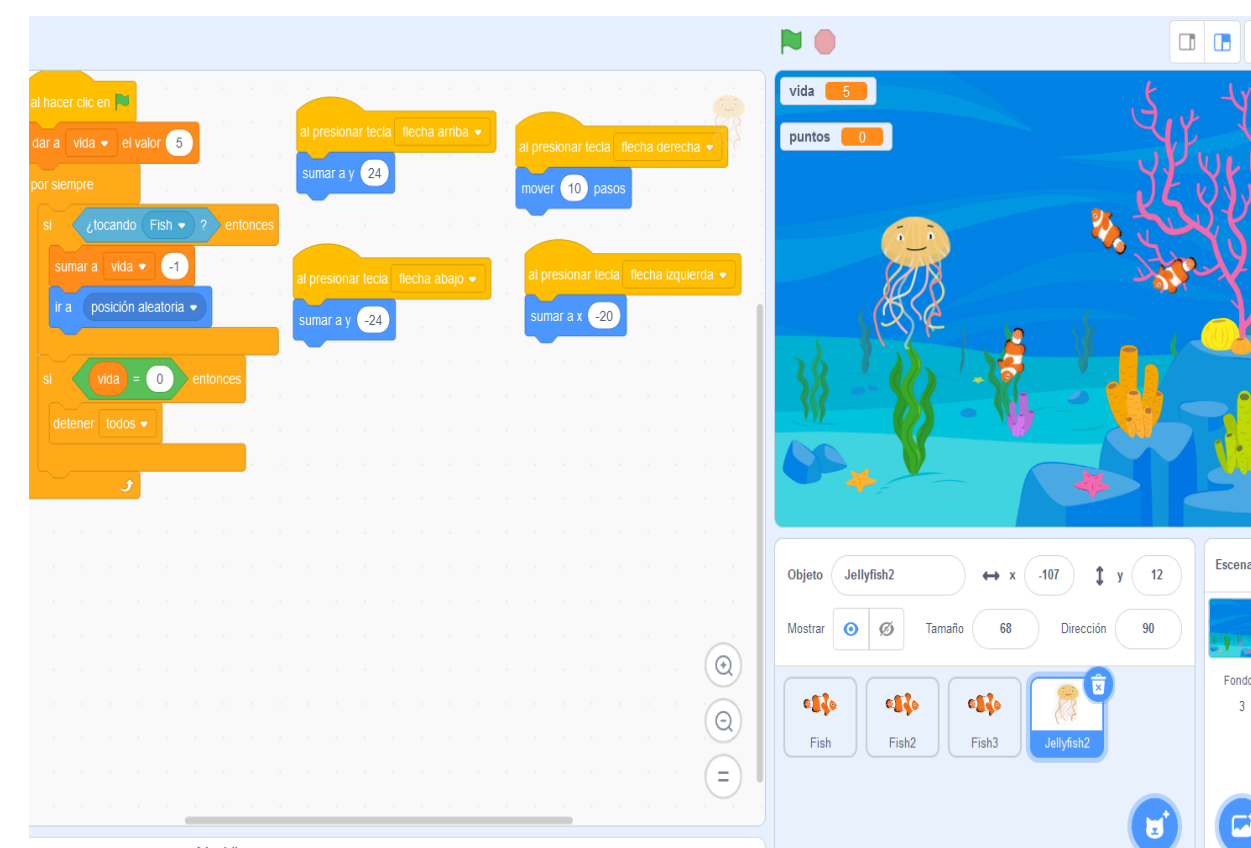 al hacer clic en
dar a vida el valor 5
por siempre
si ¿tocando Fish ? entonces
sumar a vida -1
ir a posición aleatoria
si vida = 0 entonces
detener todos
al presionar tecla flecha arriba
sumar a y 24
al presionar tecla flecha abajo
sumar a y -24
al presionar tecla flecha derecha
mover 10 pasos
al presionar tecla flecha izquierda
sumar a x -20
vida 5
puntos 0
Objeto Jellyfish2 x -107 y 12
Mostrar Tamaño 68 Dirección 90
Fish
Fish2
Fish3
Jellyfish2
Escena
Fondo
3